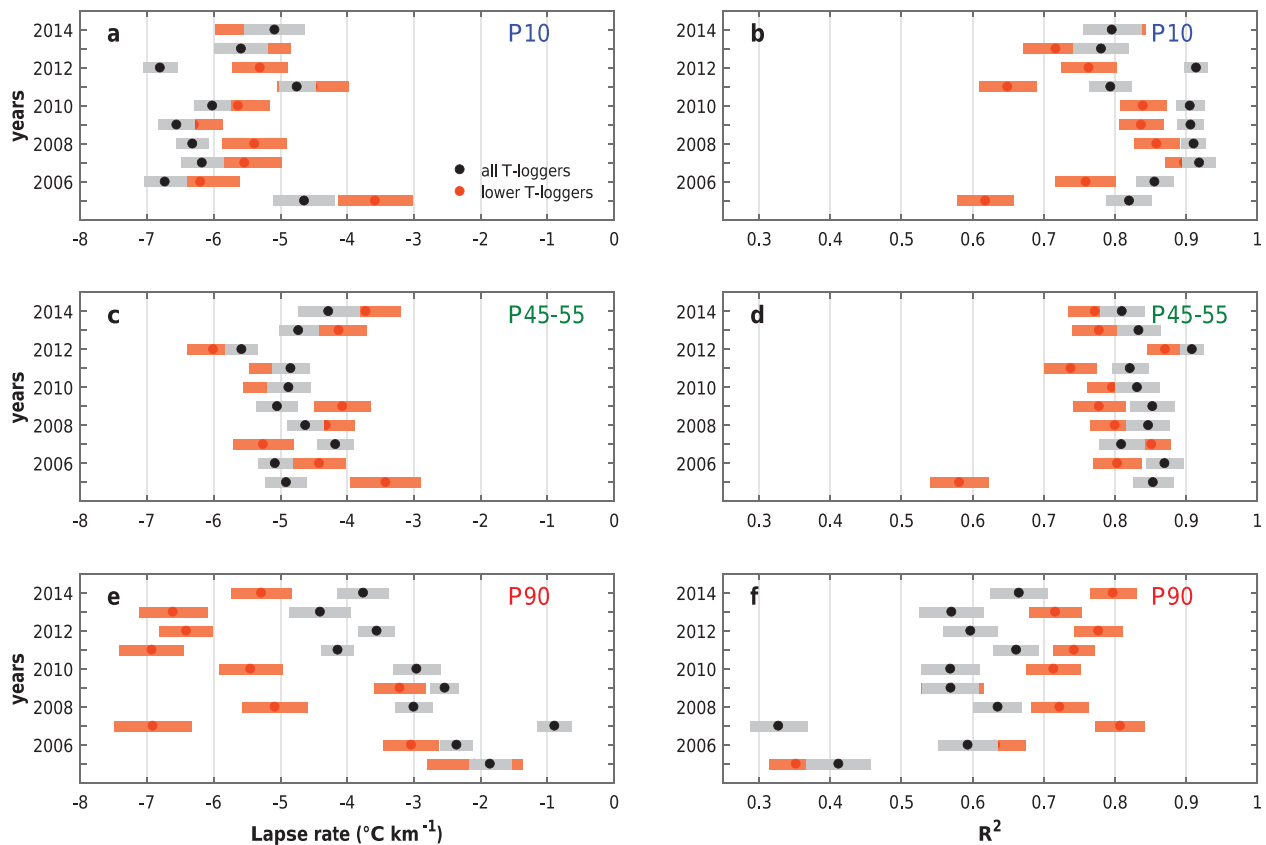 a P10
years
2014
2012
2010
2008
2006
all T-loggers
lower T-loggers
-8 -7 -6 -5 -4 -3 -2 -1 0
b P10
0.3 0.4 0.5 0.6 0.7 0.8 0.9 1
c P45-55
years
2014
2012
2010
2008
2006
-8 -7 -6 -5 -4 -3 -2 -1 0
d P45-55
0.3 0.4 0.5 0.6 0.7 0.8 0.9 1
e P90
years
2014
2012
2010
2008
2006
-8 -7 -6 -5 -4 -3 -2 -1 0
Lapse rate (°C km⁻¹)
f P90
0.3 0.4 0.5 0.6 0.7 0.8 0.9 1
R²